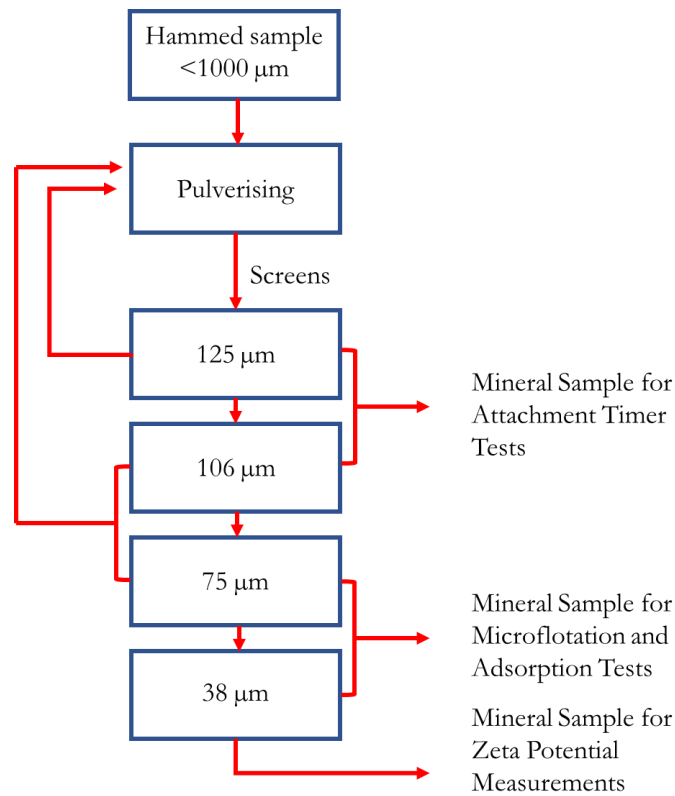 Hammed sample
<1000 μm
Pulverising
Screens
125 μm
Mineral Sample for
Attachment Timer
Tests
106 μm
75 μm
Mineral Sample for
Microflotation and
Adsorption Tests
38 μm
Mineral Sample for
Zeta Potential
Measurements